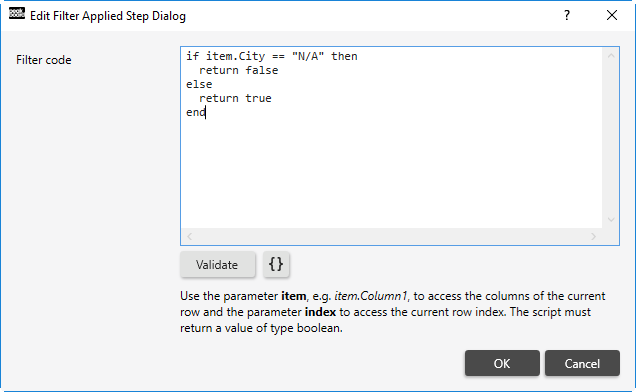 peak
board
Edit Filter Applied Step Dialog
?
Filter code
if item.City == "N/A" then
  return false
else
  return true
end
Validate
{}
Use the parameter item, e.g. item.Column1, to access the columns of the current
row and the parameter index to access the current row index. The script must
return a value of type boolean.
OK
Cancel